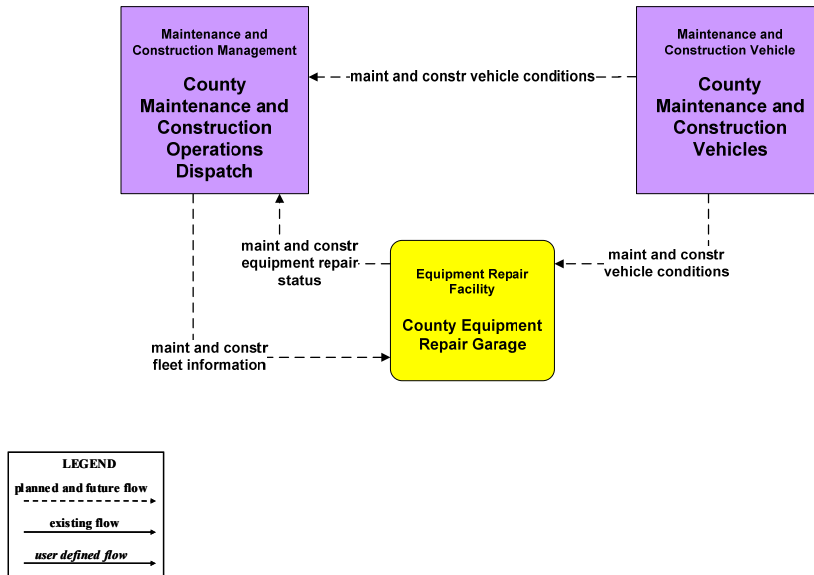 Maintenance and
Construction Management
County
Maintenance and
Construction
Operations
Dispatch
maint and constr vehicle conditions
Maintenance and
Construction Vehicle
County
Maintenance and
Construction
Vehicles
maint and constr
equipment repair
status
maint and constr
vehicle conditions
Equipment Repair
Facility
County Equipment
Repair Garage
maint and constr
fleet information
LEGEND
planned and future flow
existing flow
user defined flow